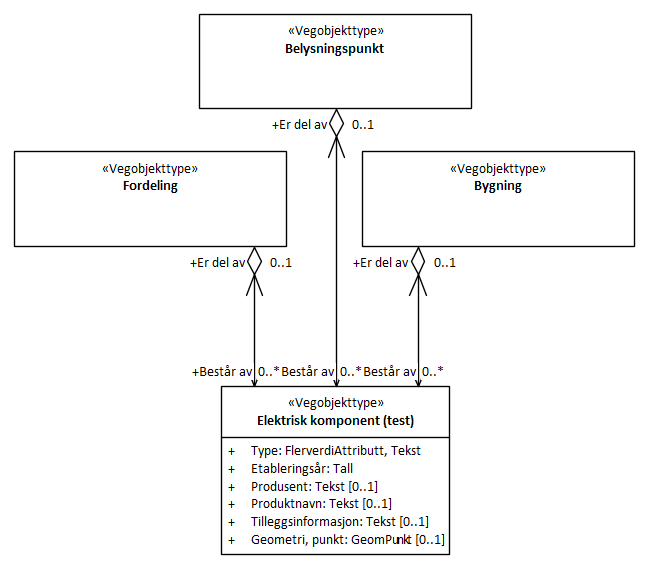 «Vegobjekttype»
Belysningspunkt
+Er del av 0..1
«Vegobjekttype»
Fordeling
«Vegobjekttype»
Bygning
+Er del av 0..1
+Er del av 0..1
+Består av 0..* Består av 0..* Består av 0..*
«Vegobjekttype»
Elektrisk komponent (test)
+ Type: FlerverdiAttributt, Tekst
+ Etableringsår: Tall
+ Produsent: Tekst [0..1]
+ Produktnavn: Tekst [0..1]
+ Tilleggsinformasjon: Tekst [0..1]
+ Geometri, punkt: GeomPunkt [0..1]